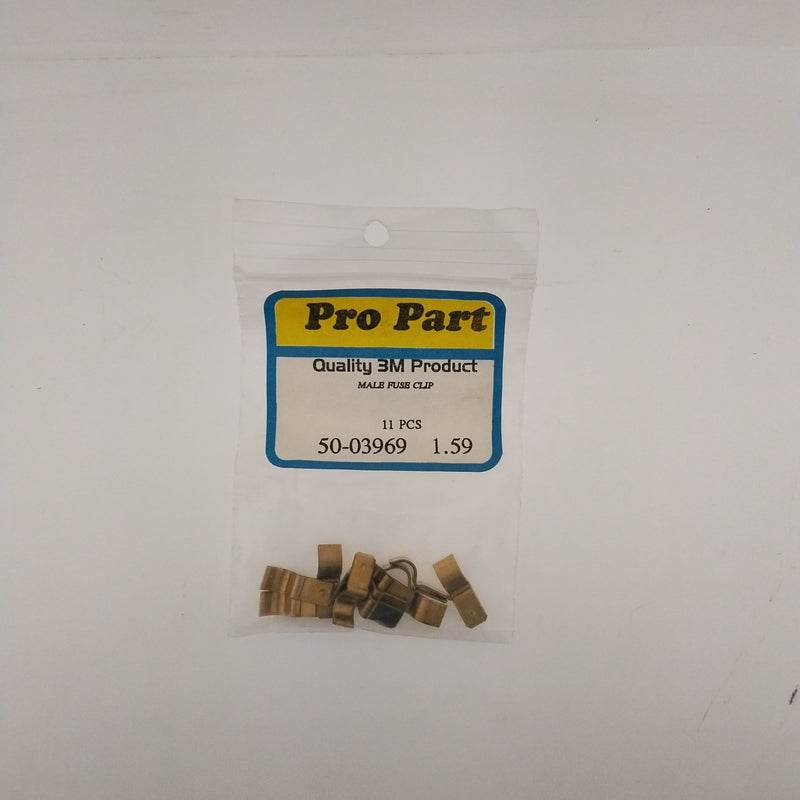 Pro Part
Quality 3M Product
MALE FUSE CLIP
11 PCS
50-03969 1.59